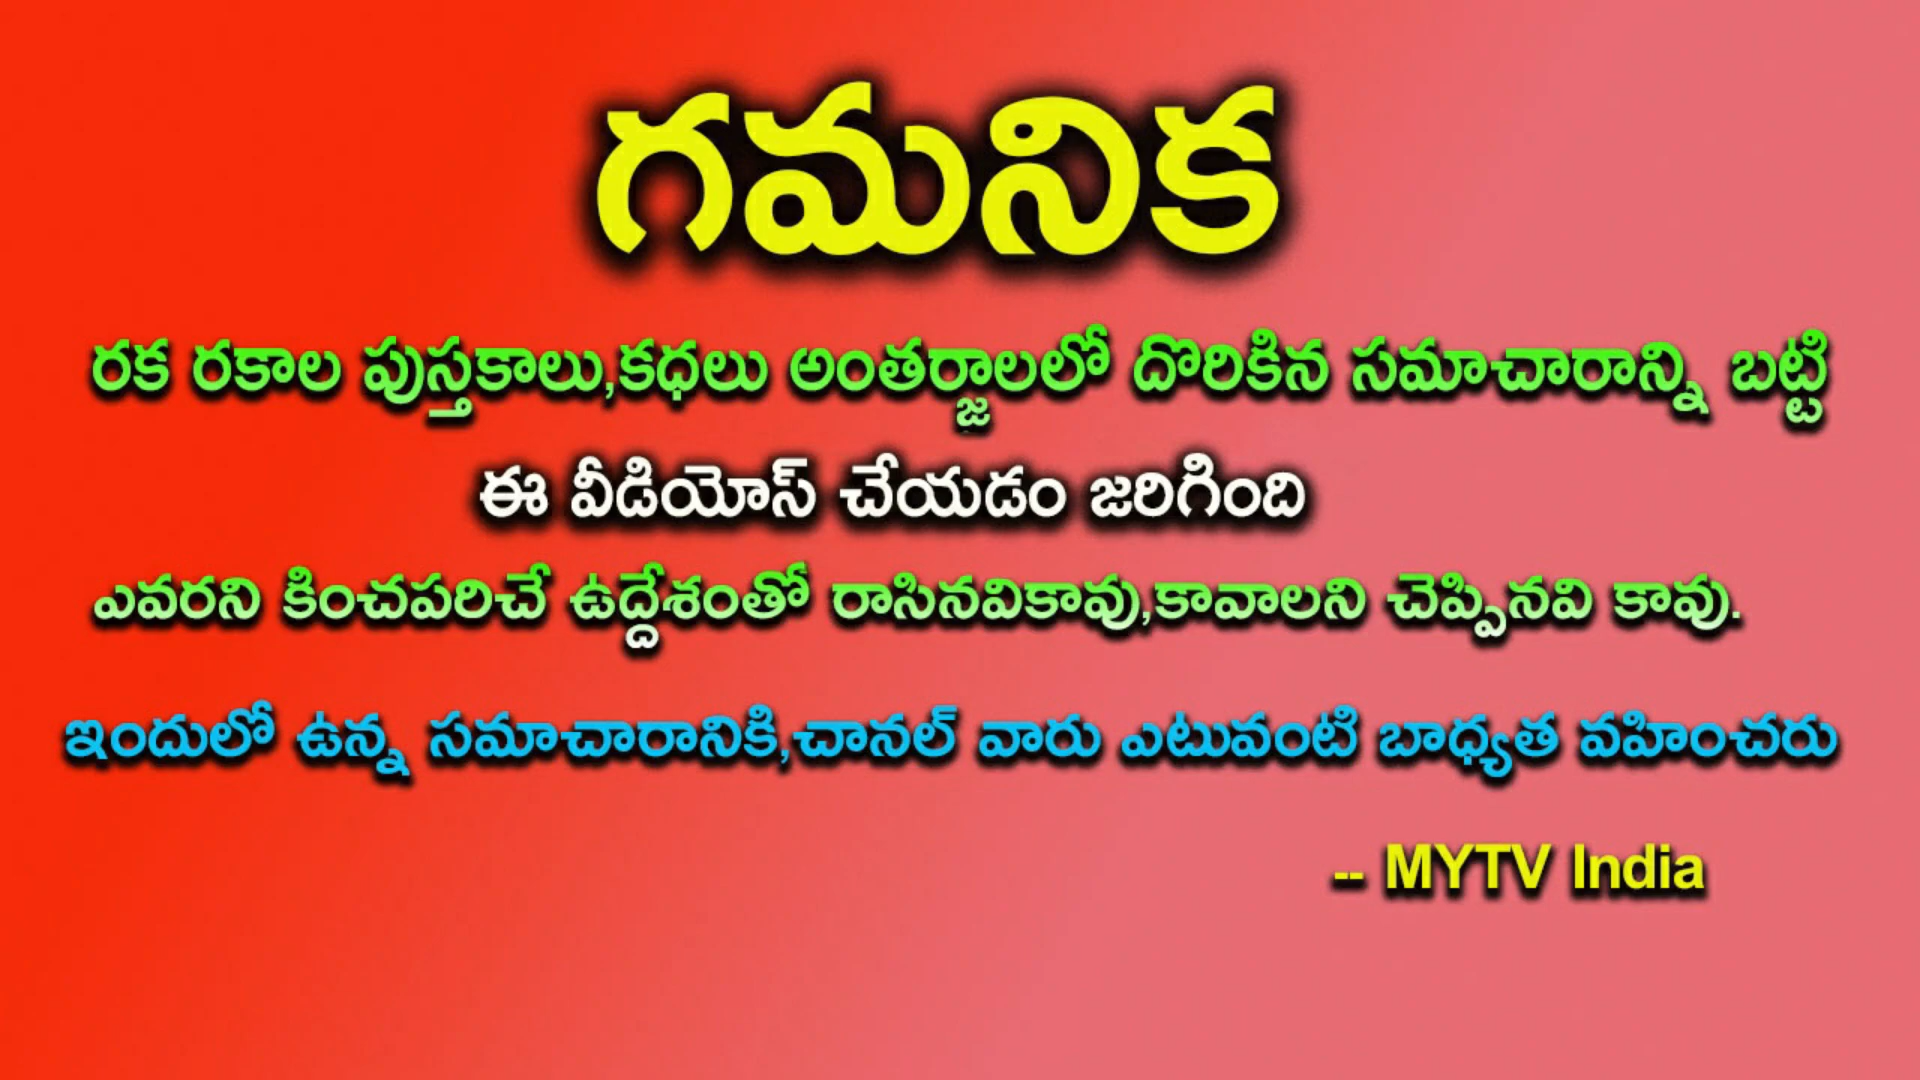 గమనిక
రక రకాల పుస్తకాలు,కధలు అంతర్జాలలో దొరికిన సమాచారాన్ని బట్టి
ఈ వీడియోస్ చేయడం జరిగింది
ఎవరని కించపరిచే ఉద్దేశంతో రాసినవికావు,కావాలని చెప్పినవి కావు.
ఇందులో ఉన్న సమాచారానికి,చానల్ వారు ఎటువంటి బాధ్యత వహించరు
-- MYTV India